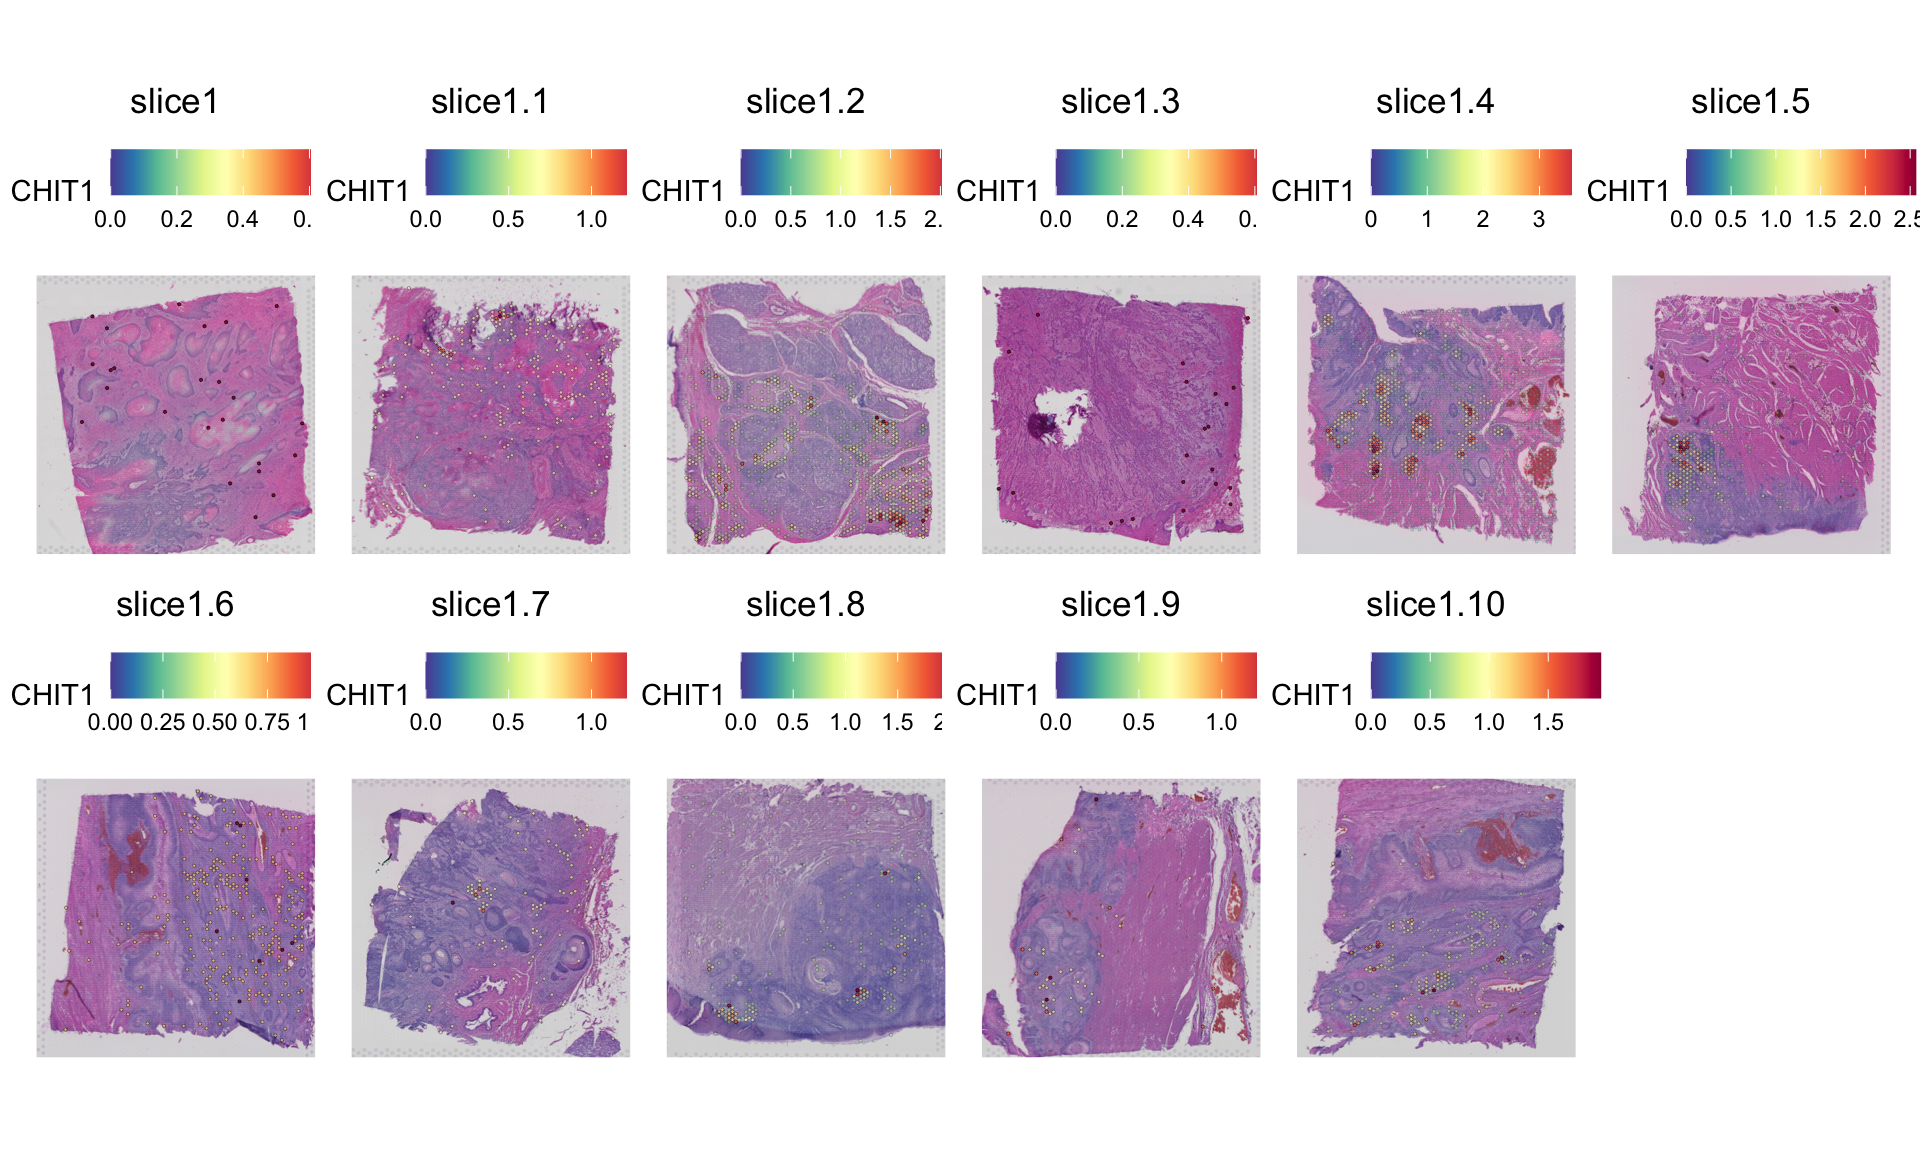 slice1 slice1.1 slice1.2 slice1.3 slice1.4 slice1.5
CHIT1 CHIT1 CHIT1 CHIT1 CHIT1 CHIT1
0.0 0.2 0.4 0. 0.0 0.5 1.0 0.0 0.5 1.0 1.5 2. 0.0 0.2 0.4 0. 0 1 2 3 0.0 0.5 1.0 1.5 2.0 2.5
slice1.6 slice1.7 slice1.8 slice1.9 slice1.10
CHIT1 CHIT1 CHIT1 CHIT1 CHIT1
0.00 0.25 0.50 0.75 1 0.0 0.5 1.0 0.0 0.5 1.0 1.5 2 0.0 0.5 1.0 0.0 0.5 1.0 1.5